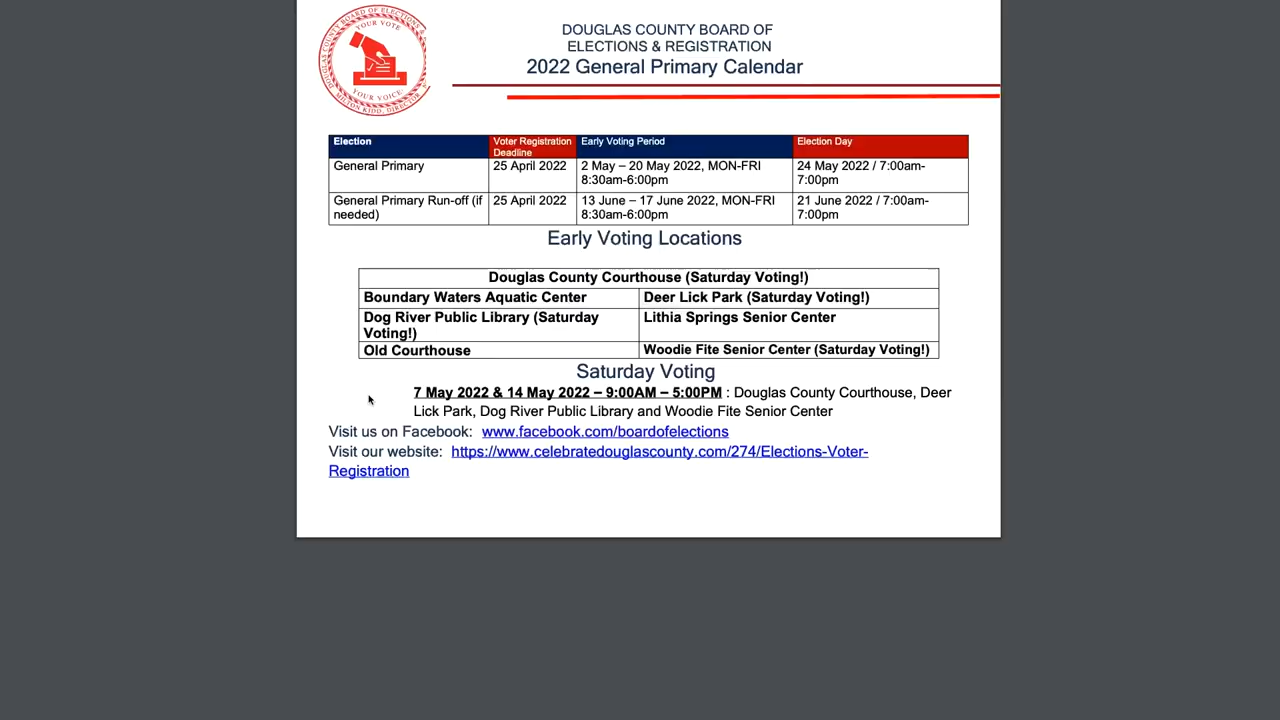 DOUGLAS COUNTY BOARD OF ELECTIONS &
YOUR VOTE
YOUR VOICE
MILTON KIDD, DIRECTOR
DOUGLAS COUNTY BOARD OF
ELECTIONS & REGISTRATION
2022 General Primary Calendar
Election
Voter Registration
Deadline
Early Voting Period
Election Day
General Primary
25 April 2022
2 May – 20 May 2022, MON-FRI
8:30am-6:00pm
24 May 2022 / 7:00am-
7:00pm
General Primary Run-off (if
needed)
25 April 2022
13 June – 17 June 2022, MON-FRI
8:30am-6:00pm
21 June 2022 / 7:00am-
7:00pm
Early Voting Locations
Douglas County Courthouse (Saturday Voting!)
Boundary Waters Aquatic Center
Deer Lick Park (Saturday Voting!)
Dog River Public Library (Saturday
Voting!)
Lithia Springs Senior Center
Old Courthouse
Woodie Fite Senior Center (Saturday Voting!)
Saturday Voting
7 May 2022 & 14 May 2022 – 9:00AM – 5:00PM : Douglas County Courthouse, Deer
Lick Park, Dog River Public Library and Woodie Fite Senior Center
Visit us on Facebook: www.facebook.com/boardofelections
Visit our website: https://www.celebratedouglascounty.com/274/Elections-Voter-
Registration